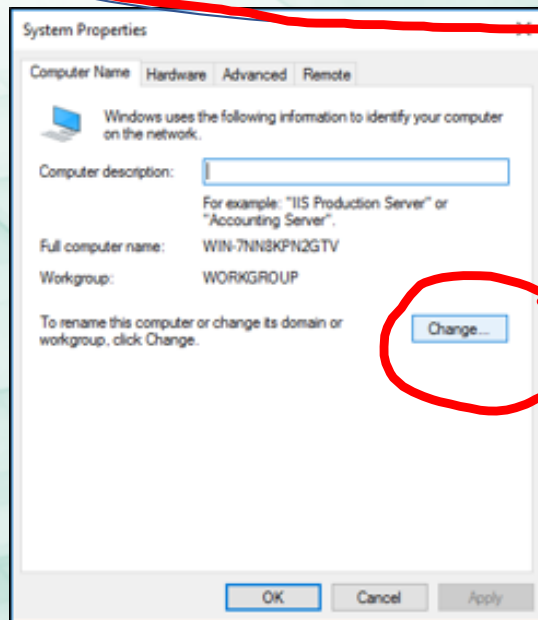 System Properties
Computer Name Hardware Advanced Remote
Windows uses the following information to identify your computer
on the network.
Computer description:
For example: "IIS Production Server" or
"Accounting Server".
Full computer name: WIN-7NN8KPN2GTV
Workgroup: WORKGROUP
To rename this computer or change its domain or
workgroup, click Change.
Change...
OK Cancel Apply